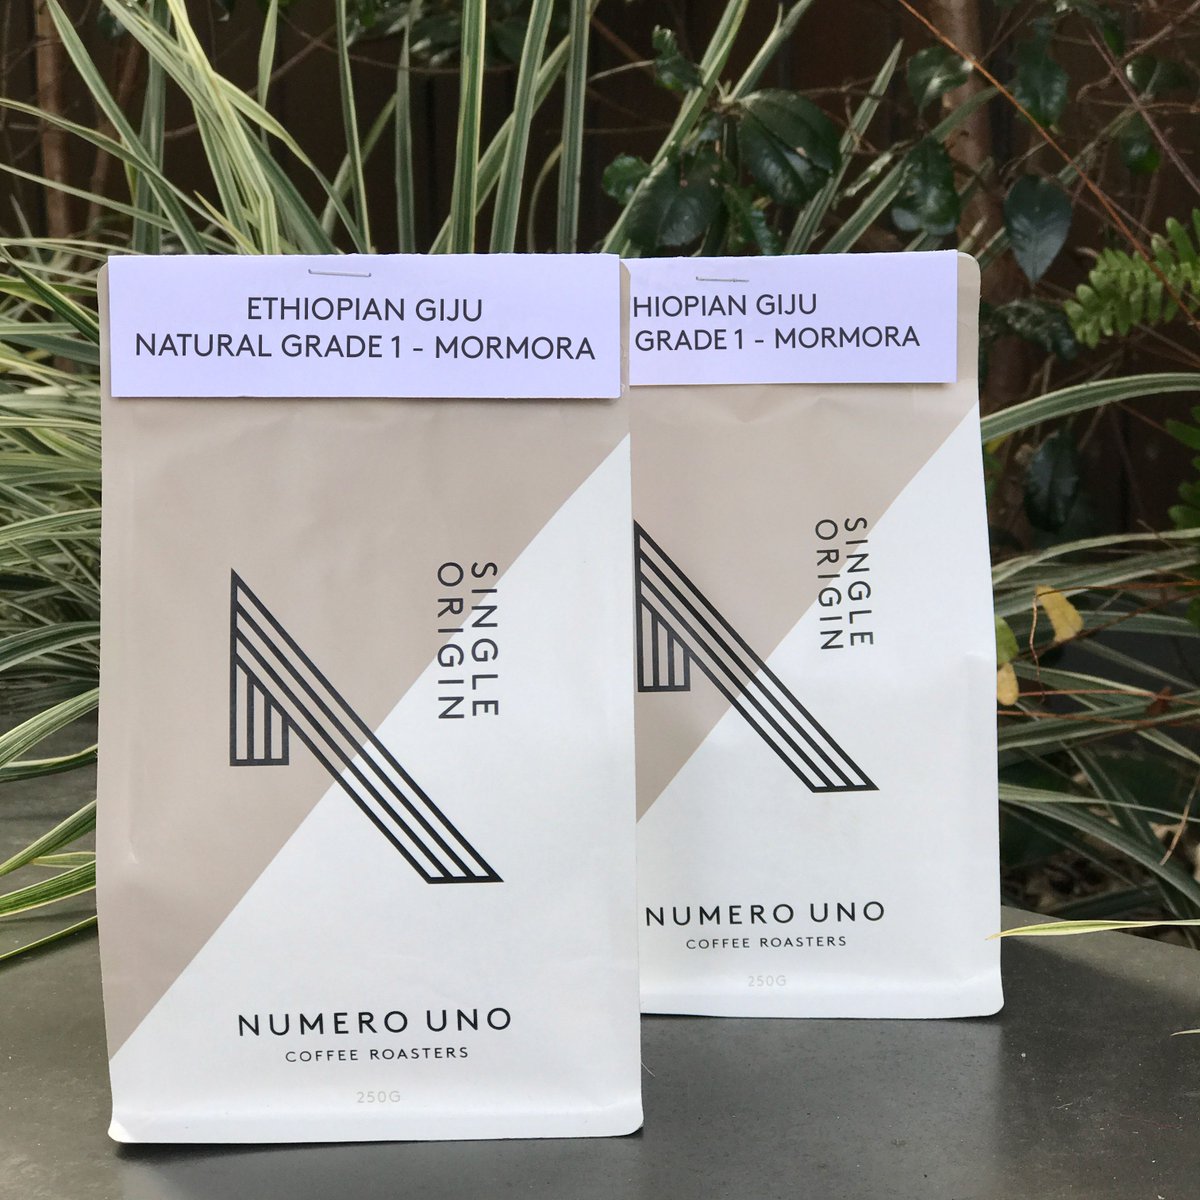 ETHIOPIAN GIJU
NATURAL GRADE 1 - MORMORA
SINGLE
ORIGIN
NUMERO UNO
COFFEE ROASTERS
250G
HIOPIAN GIJU
GRADE 1 - MORMORA
SINGLE
ORIGIN
NUMERO UNO
COFFEE ROASTERS
250G